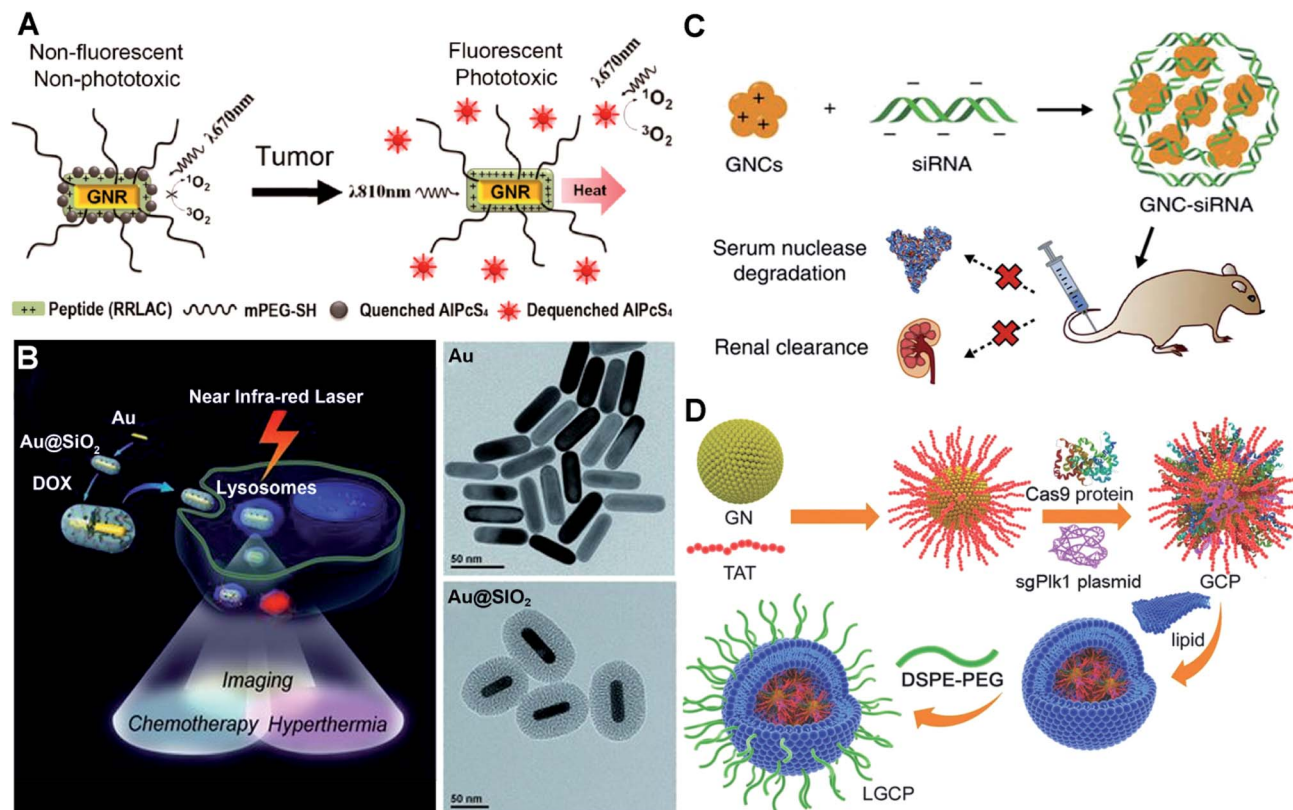 A
Non-fluorescent
Non-phototoxic
λ670nm
¹O₂
³O₂
GNR
Tumor
Fluorescent
Phototoxic
λ670nm
¹O₂
³O₂
λ810nm
GNR
Heat
Peptide (RRLAC) mPEG-SH Quenched AlPcS₄ Dequenched AlPcS₄
B
Near Infra-red Laser
Au
Au@SiO₂
DOX
Lysosomes
Imaging
Chemotherapy Hyperthermia
Au
50 nm
Au@SIO₂
50 nm
C
+
GNCs
siRNA
GNC-siRNA
Serum nuclease
degradation
Renal clearance
D
GN
TAT
Cas9 protein
sgPlk1 plasmid
GCP
lipid
DSPE-PEG
LGCP